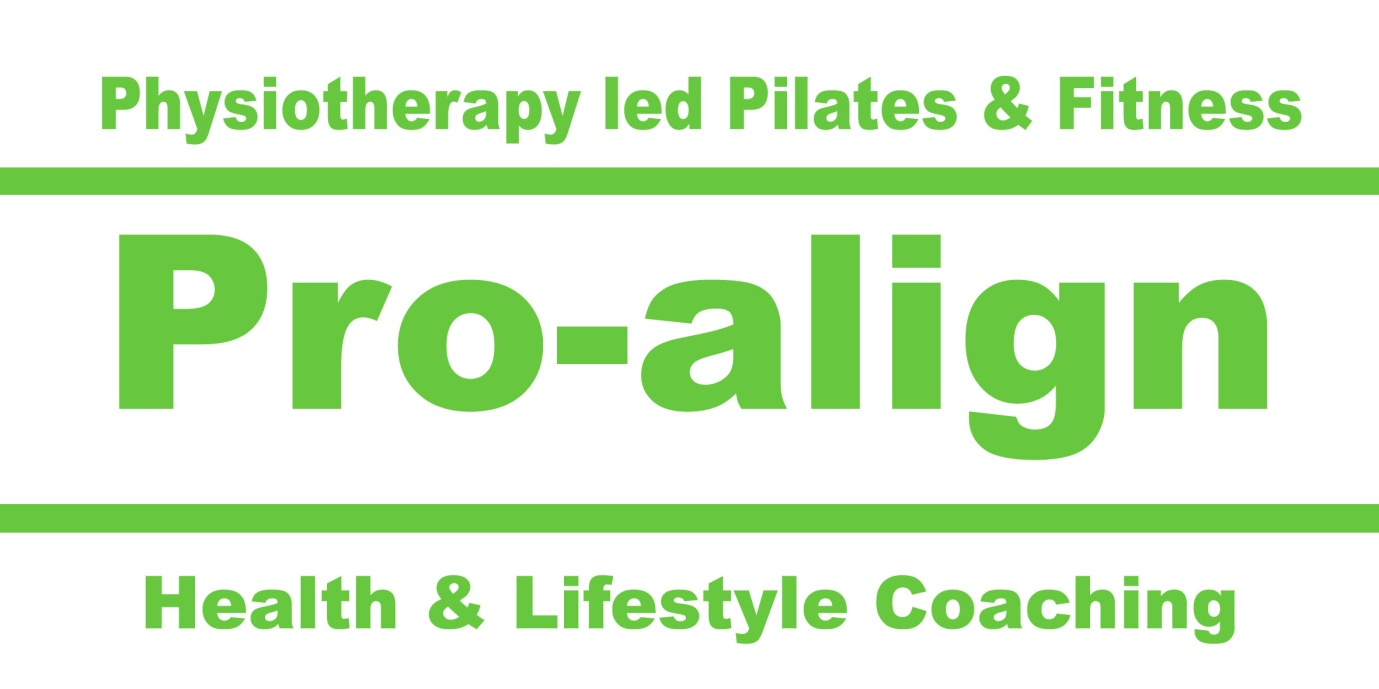 Physiotherapy led Pilates & Fitness
Pro-align
Health & Lifestyle Coaching